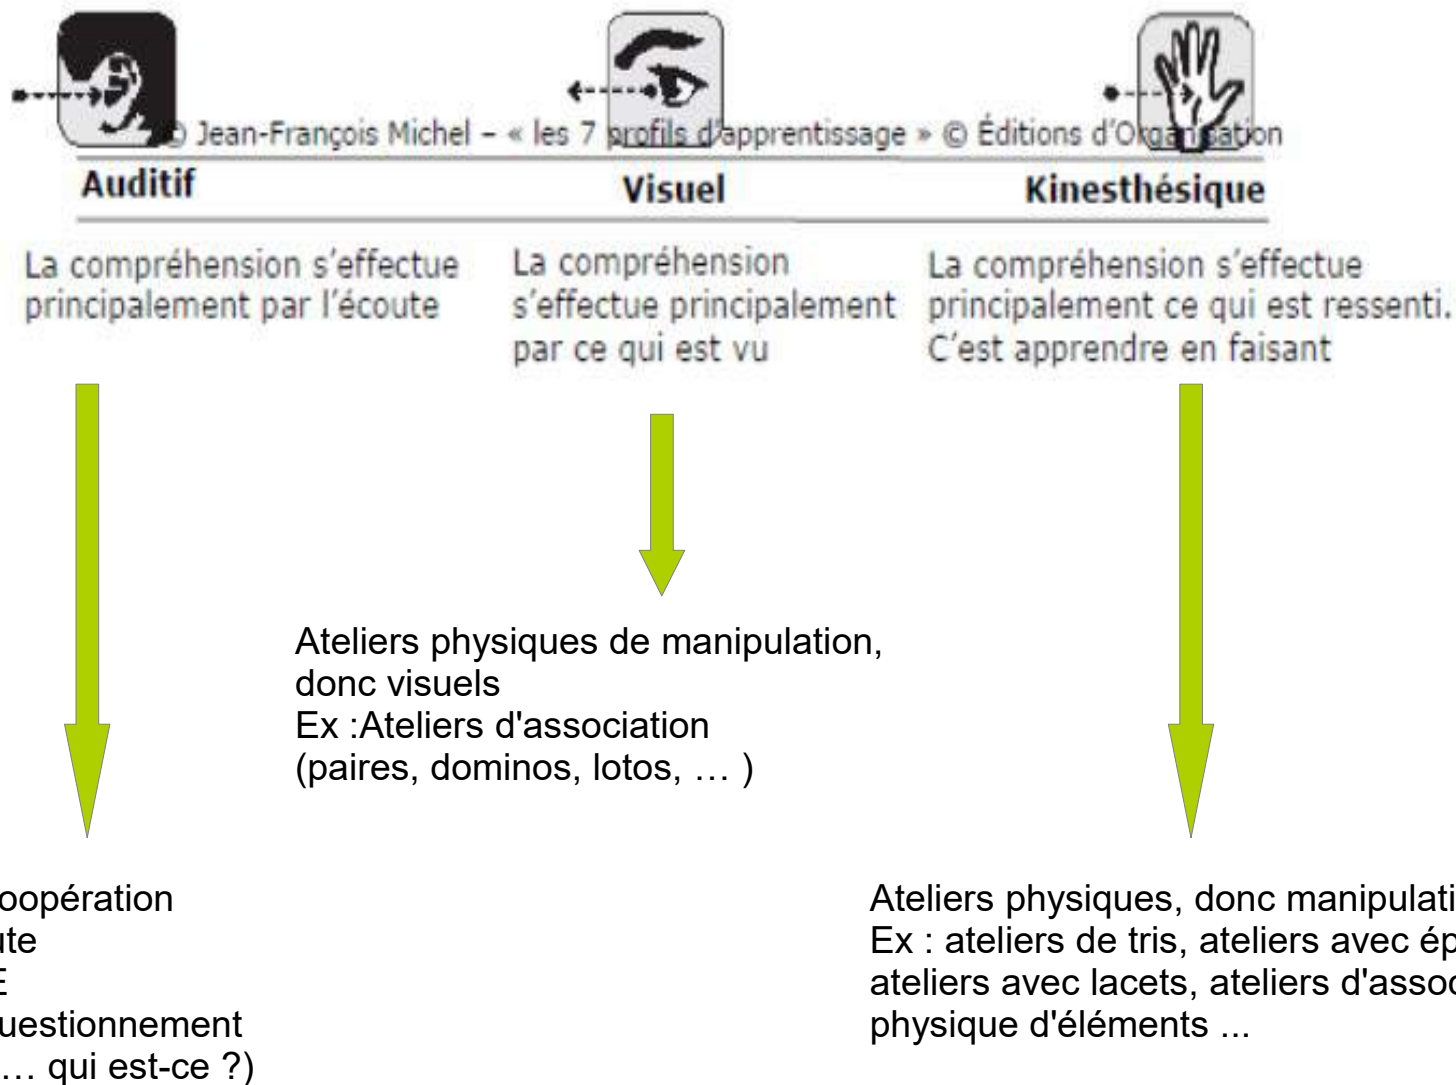 © Jean-François Michel – « les 7 profils d'apprentissage » © Éditions d'Organisation
Auditif
Visuel
Kinesthésique
La compréhension s'effectue
principalement par l'écoute
La compréhension
s'effectue principalement
par ce qui est vu
La compréhension s'effectue
principalement ce qui est ressenti.
C'est apprendre en faisant
Ateliers physiques de manipulation,
donc visuels
Ex :Ateliers d'association
(paires, dominos, lotos, … )
oopération
ute
E
uestionnement
… qui est-ce ?)
Ateliers physiques, donc manipulati
Ex : ateliers de tris, ateliers avec ép
ateliers avec lacets, ateliers d'assoc
physique d'éléments ...